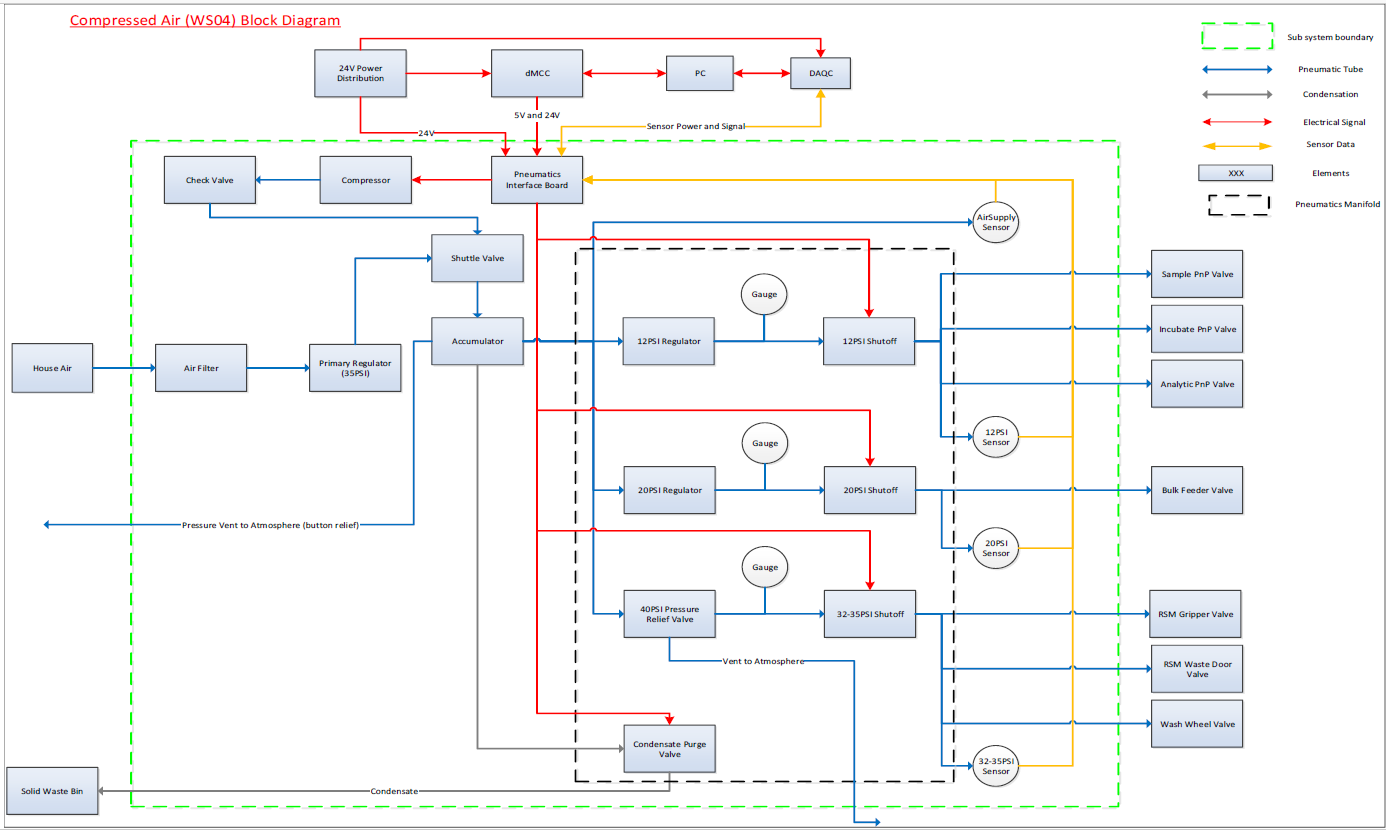 Compressed Air (WS04) Block Diagram
24V Power
Distribution
dMCC
PC
DAQC
Sub system boundary
Pneumatic Tube
Condensation
Electrical Signal
Sensor Data
XXX
Elements
Pneumatics Manifold
5V and 24V
24V
Sensor Power and Signal
Check Valve
Compressor
Pneumatics
Interface Board
AirSupply
Sensor
Shuttle Valve
Gauge
Sample PnP Valve
House Air
Air Filter
Primary Regulator
(35PSI)
Accumulator
12PSI Regulator
12PSI Shutoff
Incubate PnP Valve
Analytic PnP Valve
12PSI
Sensor
Gauge
20PSI Regulator
20PSI Shutoff
Bulk Feeder Valve
Pressure Vent to Atmosphere (button relief)
20PSI
Sensor
Gauge
40PSI Pressure
Relief Valve
32-35PSI Shutoff
RSM Gripper Valve
Vent to Atmosphere
RSM Waste Door
Valve
Wash Wheel Valve
Condensate Purge
Valve
32-35PSI
Sensor
Solid Waste Bin
Condensate